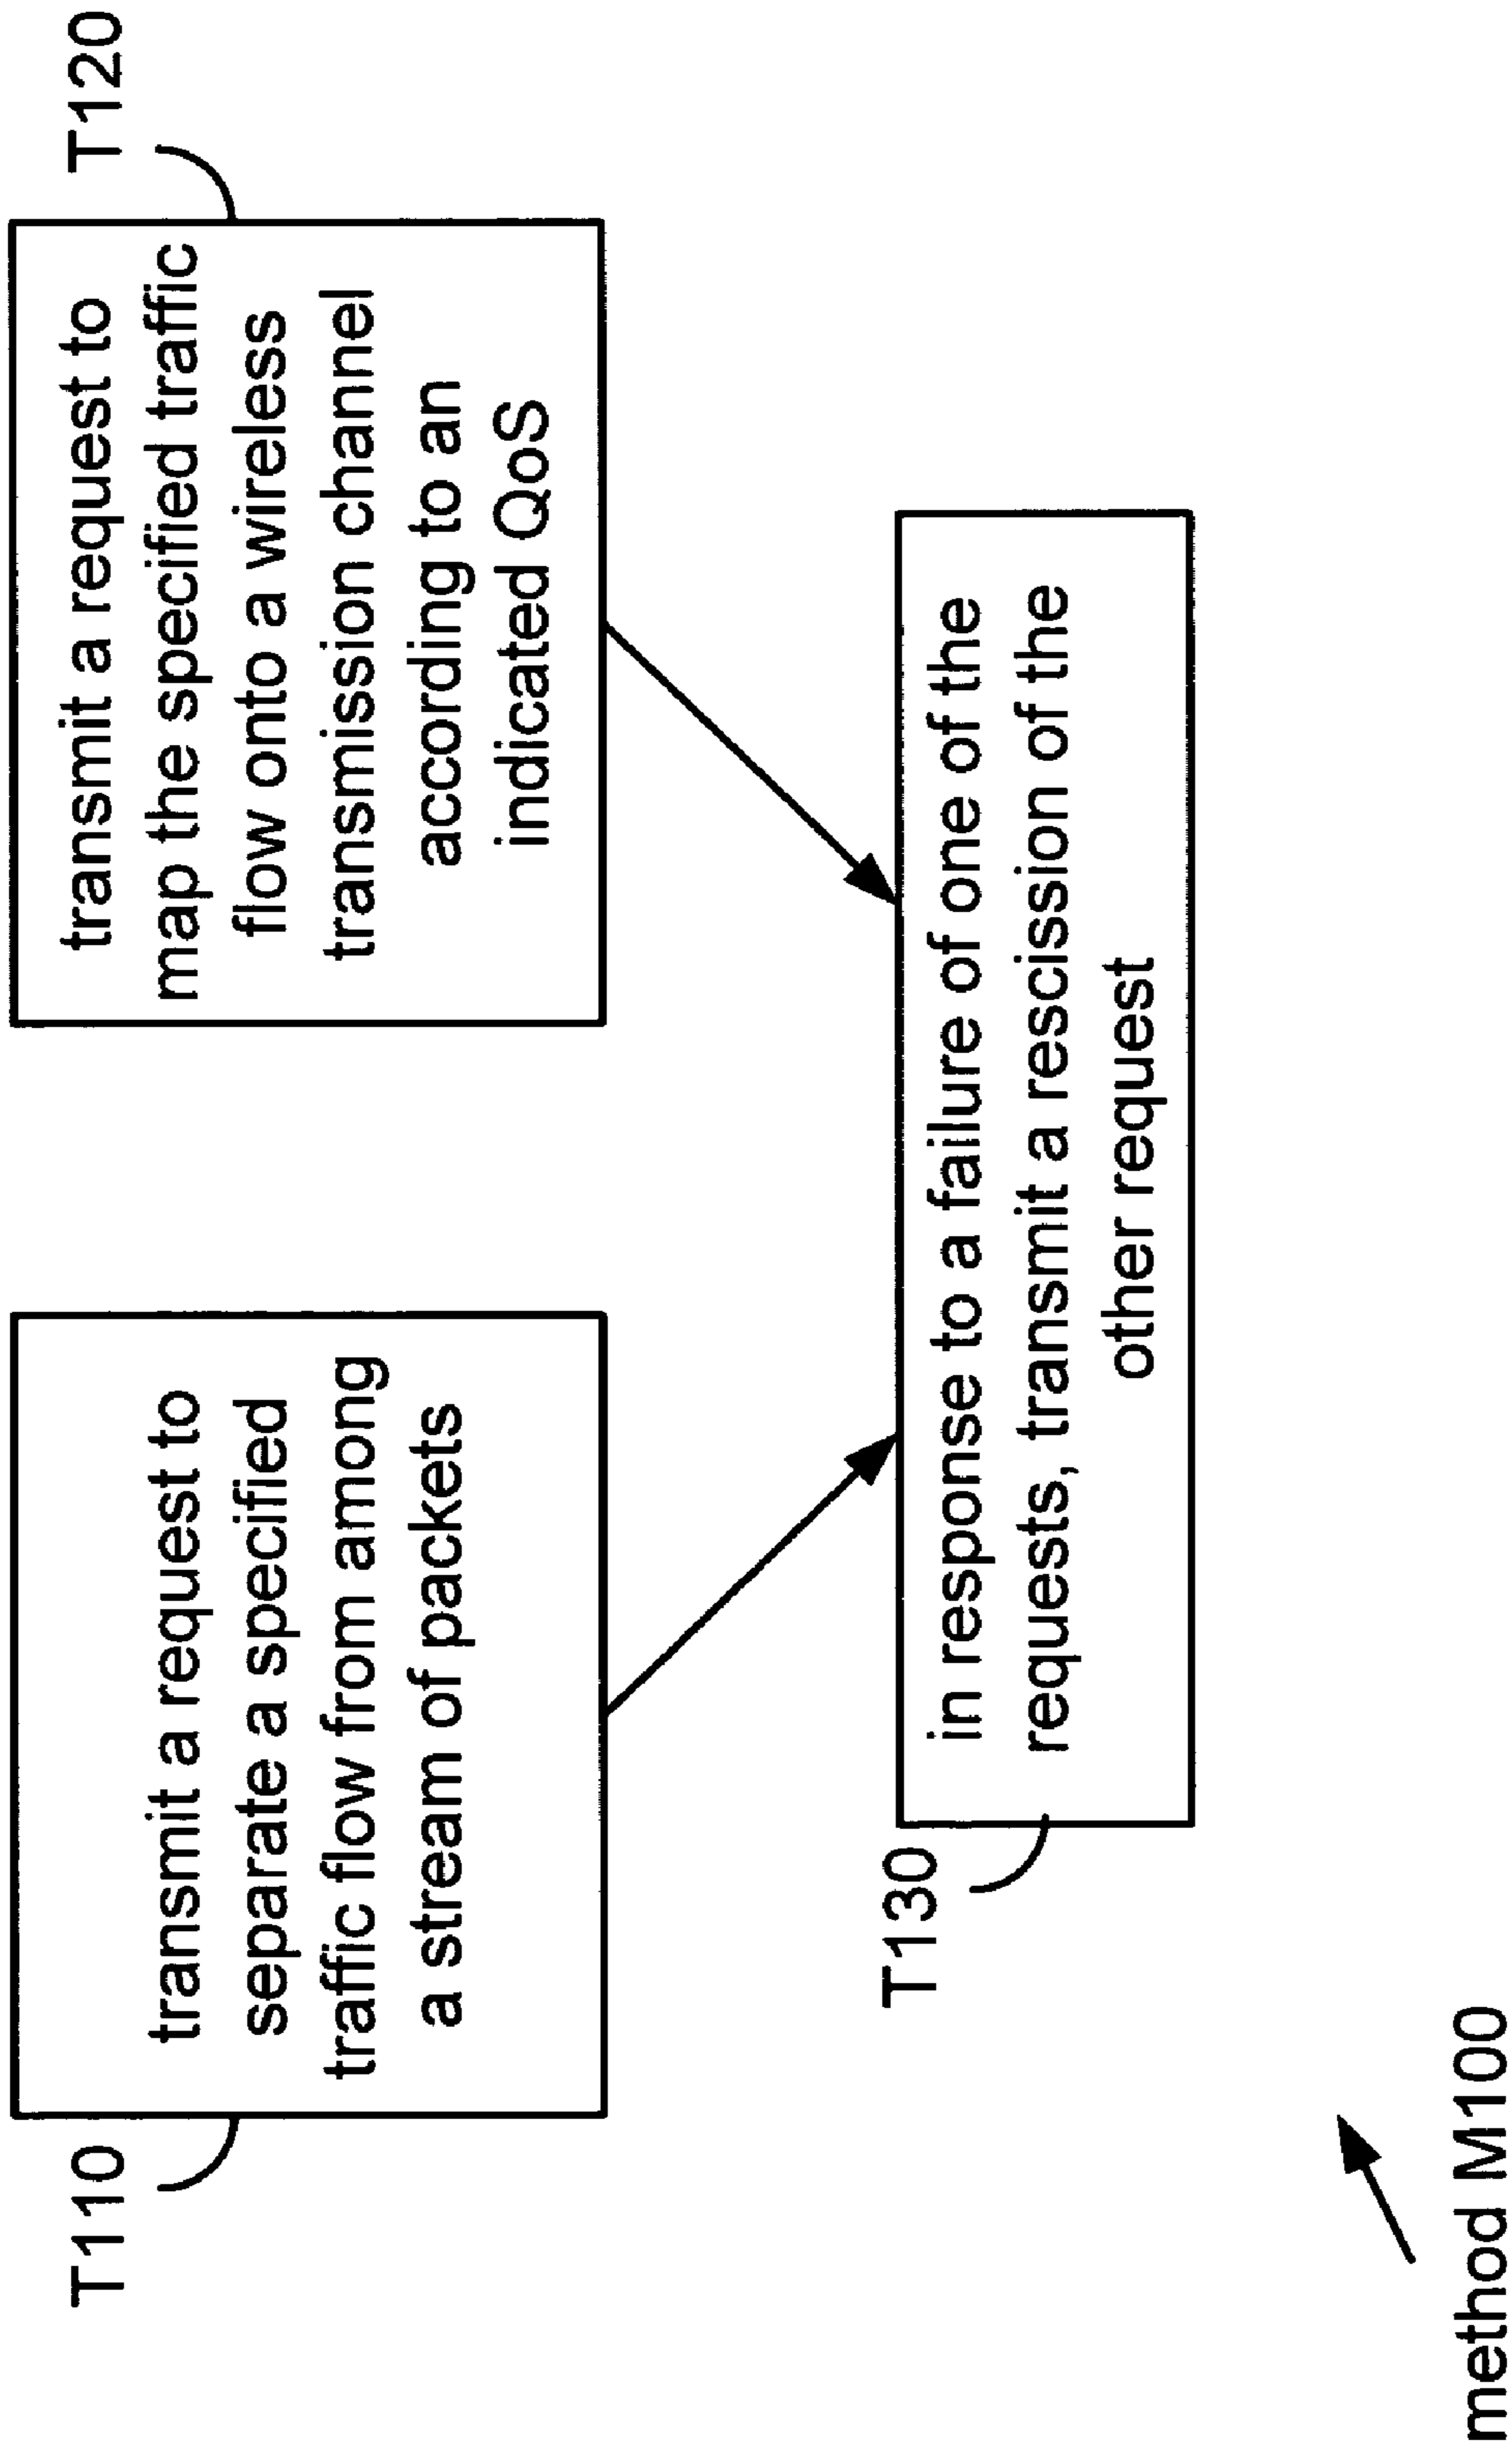 T110
transmit a request to
separate a specified
traffic flow from among
a stream of packets
T120
transmit a request to
map the specified traffic
flow onto a wireless
transmission channel
according to an
indicated QoS
T130
in response to a failure of one of the
requests, transmit a rescission of the
other request
method M100